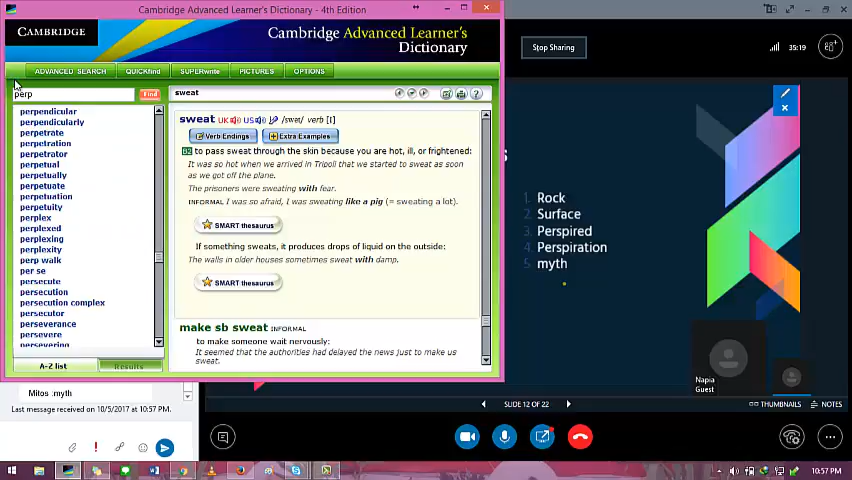 Cambridge Advanced Learner's Dictionary - 4th Edition
CAMBRIDGE
Cambridge Advanced Learner's
Dictionary
ADVANCED SEARCH QUICKfind SUPERwrite PICTURES OPTIONS
perp
Find
sweat
perpendicular
perpendicularly
perpetrate
perpetration
perpetrator
perpetual
perpetually
perpetuate
perpetuation
perpetuity
perplex
perplexed
perplexing
perplexity
perp walk
per se
persecute
persecution
persecution complex
persecutor
perseverance
persevere
persevering
A-Z list
Results
sweat UK US /swet/ verb [I]
Verb Endings
Extra Examples
B2 to pass sweat through the skin because you are hot, ill, or frightened:
It was so hot when we arrived in Tripoli that we started to sweat as soon
as we got off the plane.
The prisoners were sweating with fear.
INFORMAL I was so afraid, I was sweating like a pig (= sweating a lot).
SMART thesaurus
If something sweats, it produces drops of liquid on the outside:
The walls in older houses sometimes sweat with damp.
SMART thesaurus
make sb sweat INFORMAL
to make someone wait nervously:
It seemed that the authorities had delayed the news just to make us
sweat.
Mitos :myth
Last message received on 10/5/2017 at 10:57 PM.
Stop Sharing
35:19
s
1. Rock
2. Surface
3. Perspired
4. Perspiration
5. myth
Napia
Guest
SLIDE 12 OF 22
THUMBNAILS
NOTES
10:57 PM